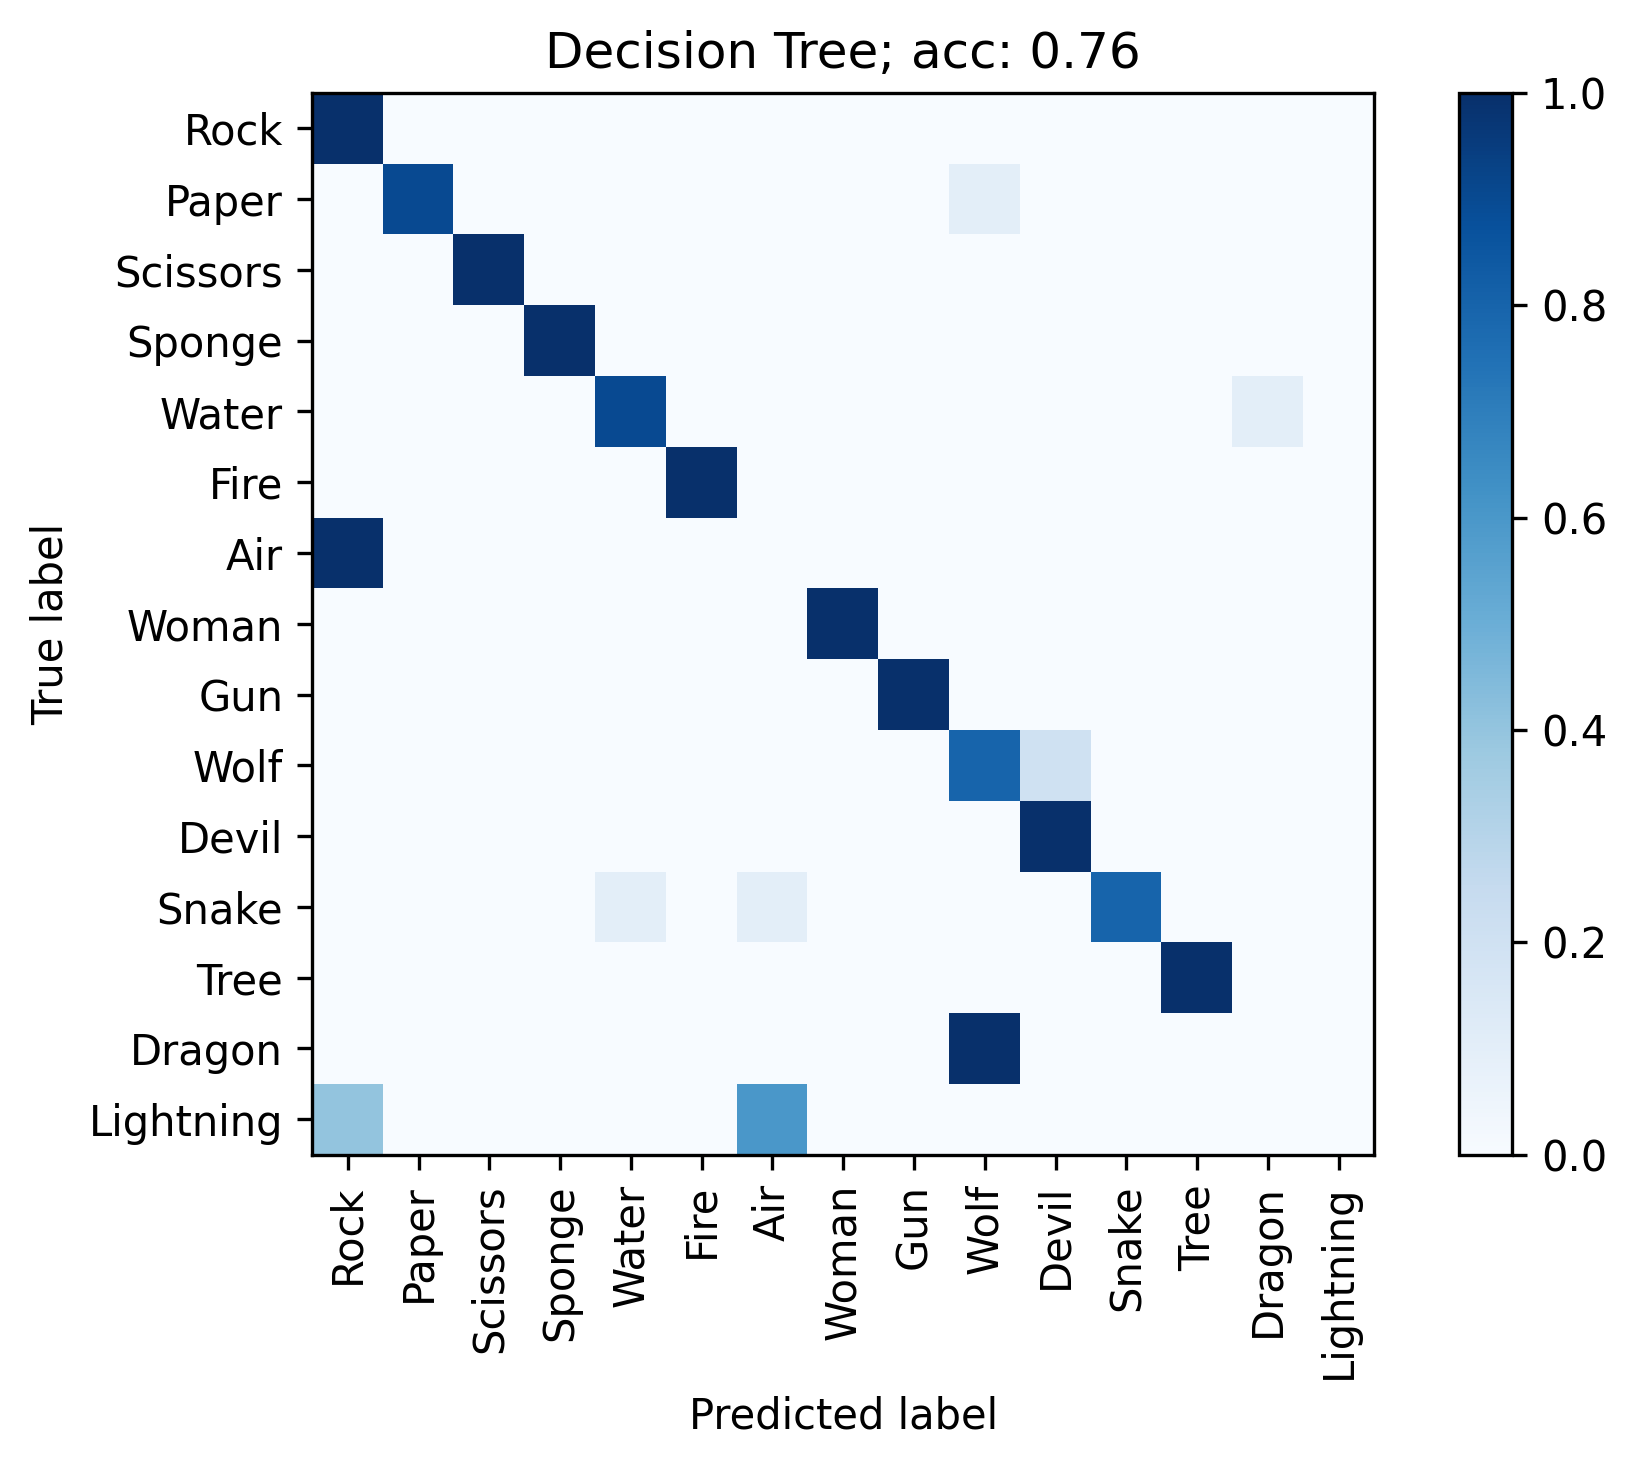 Decision Tree; acc: 0.76
True label
Rock
Paper
Scissors
Sponge
Water
Fire
Air
Woman
Gun
Wolf
Devil
Snake
Tree
Dragon
Lightning
Rock
Paper
Scissors
Sponge
Water
Fire
Air
Woman
Gun
Wolf
Devil
Snake
Tree
Dragon
Lightning
Predicted label
1.0
0.8
0.6
0.4
0.2
0.0